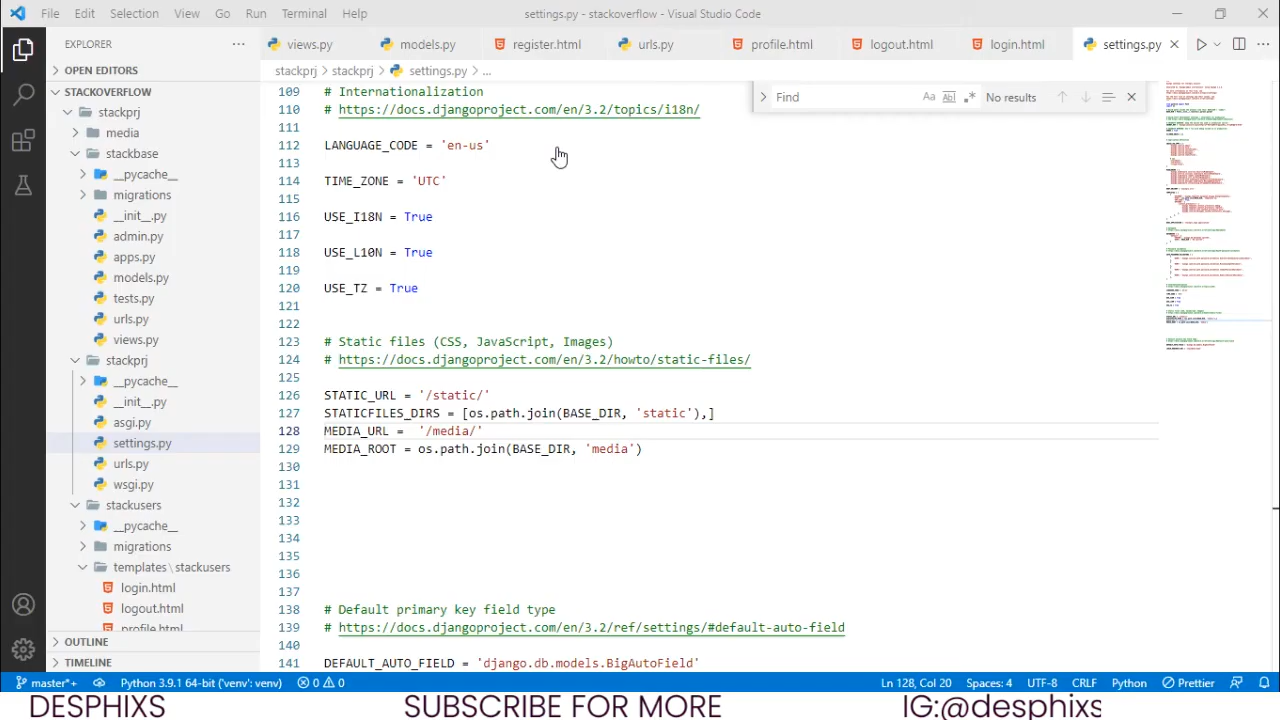 File Edit Selection View Go Run Terminal Help settings.py - stackoverflow - Visual Studio Code
EXPLORER
views.py models.py register.html urls.py profile.html logout.html login.html settings.py
OPEN EDITORS
stackprj > stackprj > settings.py > ...
STACKOVERFLOW
stackprj
media
stackbase
__pycache__
migrations
__init__.py
admin.py
apps.py
models.py
tests.py
urls.py
views.py
stackprj
__pycache__
__init__.py
asgi.py
settings.py
urls.py
wsgi.py
stackusers
__pycache__
migrations
templates \ stackusers
login.html
logout.html
profile.html
OUTLINE
TIMELINE
Find Aa Ab| .* No results
109 # Internationalization
110 # https://docs.djangoproject.com/en/3.2/topics/i18n/
111
112 LANGUAGE_CODE = 'en-us'
113
114 TIME_ZONE = 'UTC'
115
116 USE_I18N = True
117
118 USE_L10N = True
119
120 USE_TZ = True
121
122
123 # Static files (CSS, JavaScript, Images)
124 # https://docs.djangoproject.com/en/3.2/howto/static-files/
125
126 STATIC_URL = '/static/'
127 STATICFILES_DIRS = [os.path.join(BASE_DIR, 'static'),]
128 MEDIA_URL =  '/media/'
129 MEDIA_ROOT = os.path.join(BASE_DIR, 'media')
130
131
132
133
134
135
136
137
138 # Default primary key field type
139 # https://docs.djangoproject.com/en/3.2/ref/settings/#default-auto-field
140
141 DEFAULT_AUTO_FIELD = 'django.db.models.BigAutoField'
master*+ Python 3.9.1 64-bit ('venv': venv) 0 0 Ln 128, Col 20 Spaces: 4 UTF-8 CRLF Python Prettier
DESPHIXS SUBSCRIBE FOR MORE IG:@desphixs